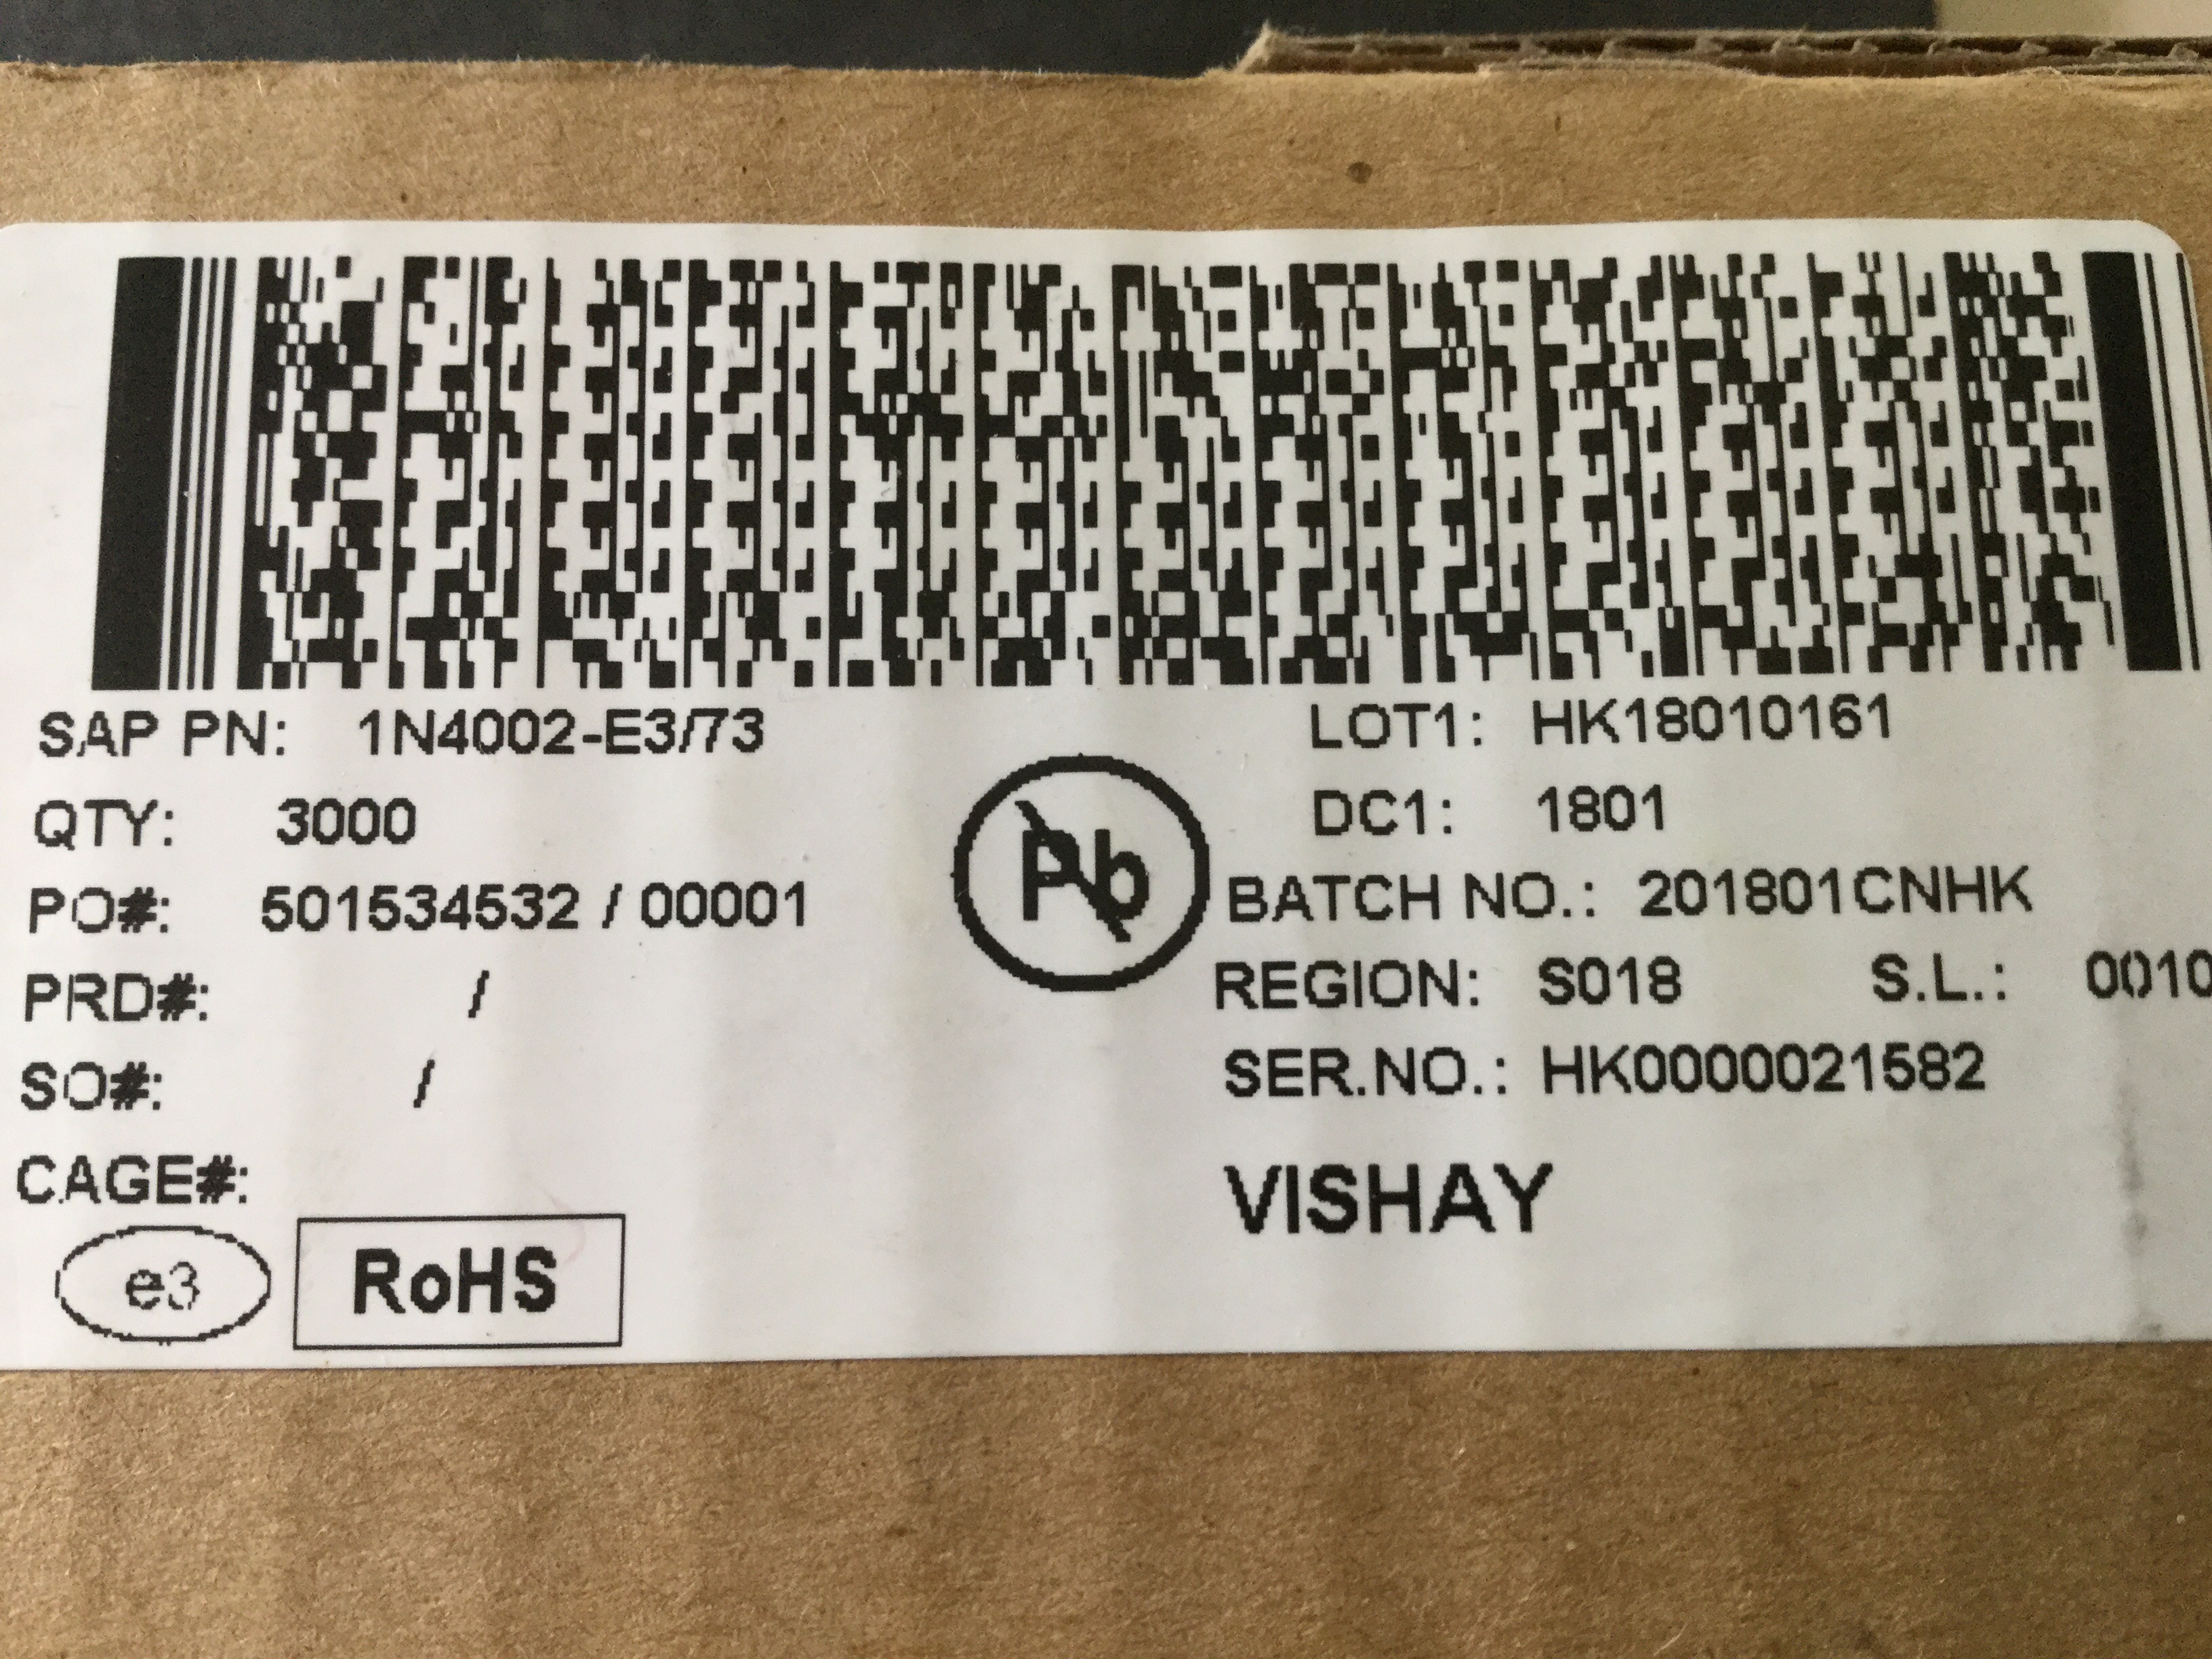 SAP PN: 1N4002-E3/73
QTY: 3000
PO#: 501534532 / 00001
PRD#: /
SO#: /
CAGE#:
e3 RoHS
Pb
LOT1: HK18010161
DC1: 1801
BATCH NO.: 201801CNHK
REGION: S018 S.L.: 0010
SER.NO.: HK0000021582
VISHAY